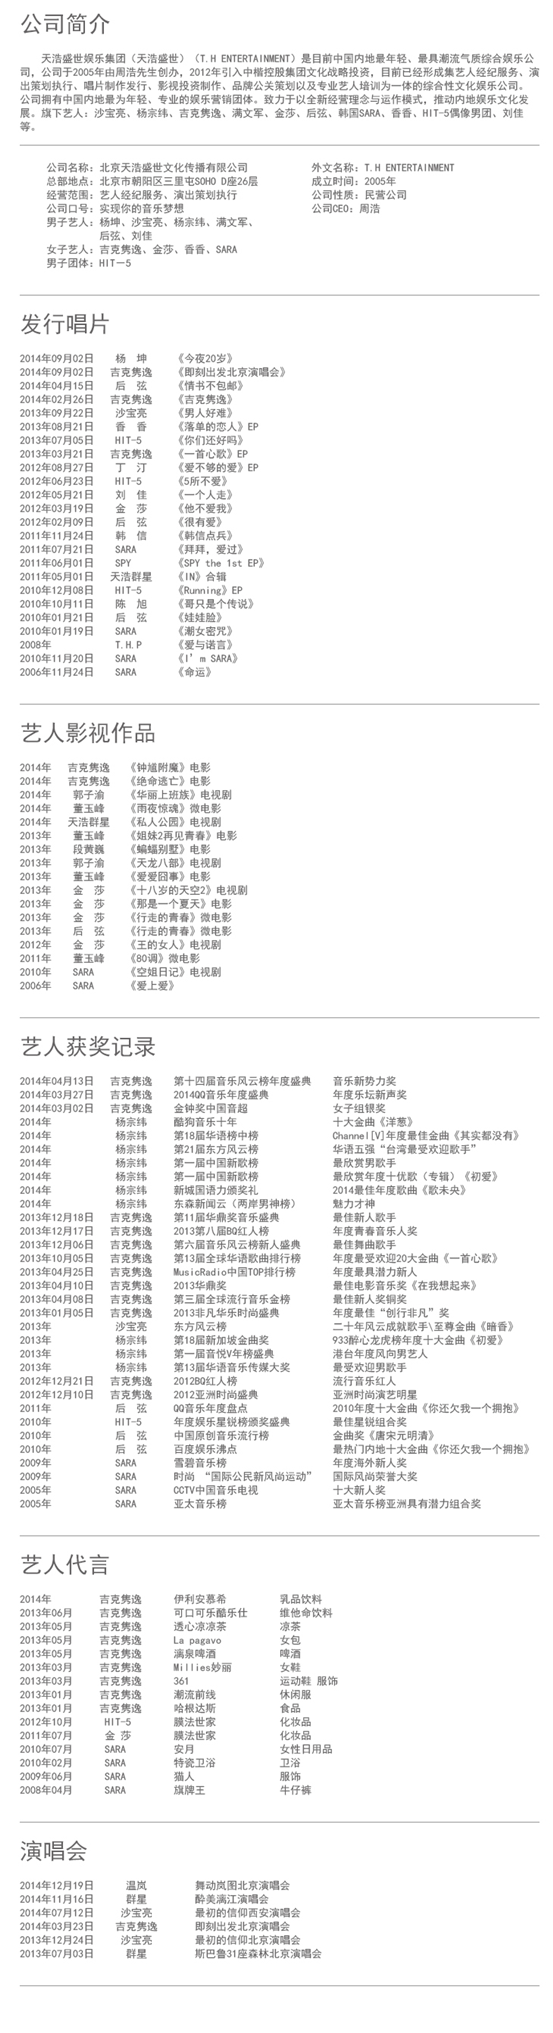 公司简介
天浩盛世娱乐集团（天浩盛世）（T.H ENTERTAINMENT）是目前中国内地最年轻、最具潮流气质综合娱乐公
司，公司于2005年由周浩先生创办，2012年引入中楷控股集团文化战略投资，目前已经形成集艺人经纪服务、演
出策划执行、唱片制作发行、影视投资制作、品牌公关策划以及专业艺人培训为一体的综合性文化娱乐公司。
公司拥有中国内地最为年轻、专业的娱乐营销团体。致力于以全新经营理念与运作模式，推动内地娱乐文化发
展。旗下艺人：沙宝亮、杨宗纬、吉克隽逸、满文军、金莎、后弦、韩国SARA、香香、HIT-5偶像男团、刘佳
等。
公司名称：北京天浩盛世文化传播有限公司 外文名称：T.H ENTERTAINMENT
总部地点：北京市朝阳区三里屯SOHO D座26层 成立时间：2005年
经营范围：艺人经纪服务、演出策划执行 公司性质：民营公司
公司口号：实现你的音乐梦想 公司CEO：周浩
男子艺人：杨坤、沙宝亮、杨宗纬、满文军、
后弦、刘佳
女子艺人：吉克隽逸、金莎、香香、SARA
男子团体：HIT－5
发行唱片
2014年09月02日 杨 坤 《今夜20岁》
2014年09月02日 吉克隽逸 《即刻出发北京演唱会》
2014年04月15日 后 弦 《情书不包邮》
2014年02月26日 吉克隽逸 《吉克隽逸》
2013年09月22日 沙宝亮 《男人好难》
2013年08月21日 香 香 《落单的恋人》EP
2013年07月05日 HIT-5 《你们还好吗》
2013年03月21日 吉克隽逸 《一首心歌》EP
2012年08月27日 丁 汀 《爱不够的爱》EP
2012年06月23日 HIT-5 《5所不爱》
2012年05月21日 刘 佳 《一个人走》
2012年03月19日 金 莎 《他不爱我》
2012年02月09日 后 弦 《很有爱》
2011年11月24日 韩 信 《韩信点兵》
2011年07月21日 SARA 《拜拜，爱过》
2011年06月01日 SPY 《SPY the 1st EP》
2011年05月01日 天浩群星 《IN》合辑
2010年12月08日 HIT-5 《Running》EP
2010年10月11日 陈 旭 《哥只是个传说》
2010年01月21日 后 弦 《娃娃脸》
2010年01月19日 SARA 《潮女密咒》
2008年 T.H.P 《爱与诺言》
2010年11月20日 SARA 《I'm SARA》
2006年11月24日 SARA 《命运》
艺人影视作品
2014年 吉克隽逸 《钟馗附魔》电影
2014年 吉克隽逸 《绝命逃亡》电影
2014年 郭子渝 《华丽上班族》电视剧
2014年 董玉峰 《雨夜惊魂》微电影
2014年 天浩群星 《私人公园》电视剧
2013年 董玉峰 《姐妹2再见青春》电影
2013年 段黄巍 《蝙蝠别墅》电影
2013年 郭子渝 《天龙八部》电视剧
2013年 董玉峰 《爱爱囧事》电影
2013年 金 莎 《十八岁的天空2》电视剧
2013年 金 莎 《那是一个夏天》电影
2013年 金 莎 《行走的青春》微电影
2013年 后 弦 《行走的青春》微电影
2012年 金 莎 《王的女人》电视剧
2011年 董玉峰 《80调》微电影
2010年 SARA 《空姐日记》电视剧
2006年 SARA 《爱上爱》
艺人获奖记录
2014年04月13日 吉克隽逸 第十四届音乐风云榜年度盛典 音乐新势力奖
2014年03月27日 吉克隽逸 2014QQ音乐年度盛典 年度乐坛新声奖
2014年03月02日 吉克隽逸 金钟奖中国音超 女子组银奖
2014年 杨宗纬 酷狗音乐十年 十大金曲《洋葱》
2014年 杨宗纬 第18届华语榜中榜 Channel[V]年度最佳金曲《其实都没有》
2014年 杨宗纬 第21届东方风云榜 华语五强“台湾最受欢迎歌手”
2014年 杨宗纬 第一届中国新歌榜 最欣赏男歌手
2014年 杨宗纬 第一届中国新歌榜 最欣赏年度十优歌（专辑）《初爱》
2014年 杨宗纬 新城国语力颁奖礼 2014最佳年度歌曲《歌未央》
2014年 杨宗纬 东森新闻云（两岸男神榜） 魅力才神
2013年12月18日 吉克隽逸 第11届华鼎奖音乐盛典 最佳新人歌手
2013年12月17日 吉克隽逸 2013第八届BQ红人榜 年度青春音乐人奖
2013年12月06日 吉克隽逸 第六届音乐风云榜新人盛典 最佳舞曲歌手
2013年10月05日 吉克隽逸 第13届全球华语歌曲排行榜 年度最受欢迎20大金曲《一首心歌》
2013年04月25日 吉克隽逸 MusicRadio中国TOP排行榜 年度最具潜力新人
2013年04月10日 吉克隽逸 2013华鼎奖 最佳电影音乐奖《在我想起来》
2013年04月08日 吉克隽逸 第三届全球流行音乐金榜 最佳新人奖铜奖
2013年01月05日 吉克隽逸 2013非凡华乐时尚盛典 年度最佳“创行非凡”奖
2013年 沙宝亮 东方风云榜 二十年风云成就歌手\至尊金曲《暗香》
2013年 杨宗纬 第18届新加坡金曲奖 933醉心龙虎榜年度十大金曲《初爱》
2013年 杨宗纬 第一届音悦V年榜盛典 港台年度风向男艺人
2013年 杨宗纬 第13届华语音乐传媒大奖 最受欢迎男歌手
2012年12月21日 吉克隽逸 2012BQ红人榜 流行音乐红人
2012年12月10日 吉克隽逸 2012亚洲时尚盛典 亚洲时尚演艺明星
2011年 后 弦 QQ音乐年度盘点 2010年度十大金曲《你还欠我一个拥抱》
2010年 HIT-5 年度娱乐星锐榜颁奖盛典 最佳星锐组合奖
2010年 后 弦 中国原创音乐流行榜 金曲奖《唐宋元明清》
2010年 后 弦 百度娱乐沸点 最热门内地十大金曲《你还欠我一个拥抱》
2009年 SARA 雪碧音乐榜 年度海外新人奖
2009年 SARA 时尚 “国际公民新风尚运动” 国际风尚荣誉大奖
2005年 SARA CCTV中国音乐电视 十大新人奖
2005年 SARA 亚太音乐榜 亚太音乐榜亚洲具有潜力组合奖
艺人代言
2014年 吉克隽逸 伊利安慕希 乳品饮料
2013年06月 吉克隽逸 可口可乐酷乐仕 维他命饮料
2013年05月 吉克隽逸 透心凉凉茶 凉茶
2013年05月 吉克隽逸 La pagavo 女包
2013年05月 吉克隽逸 漓泉啤酒 啤酒
2013年03月 吉克隽逸 Millies妙丽 女鞋
2013年03月 吉克隽逸 361 运动鞋 服饰
2013年01月 吉克隽逸 潮流前线 休闲服
2013年01月 吉克隽逸 哈根达斯 食品
2012年10月 HIT-5 膜法世家 化妆品
2011年07月 金 莎 膜法世家 化妆品
2010年07月 SARA 安月 女性日用品
2010年02月 SARA 特瓷卫浴 卫浴
2009年06月 SARA 猫人 服饰
2008年04月 SARA 旗牌王 牛仔裤
演唱会
2014年12月19日 温岚 舞动岚图北京演唱会
2014年11月16日 群星 醉美漓江演唱会
2014年07月12日 沙宝亮 最初的信仰西安演唱会
2014年03月23日 吉克隽逸 即刻出发北京演唱会
2013年12月24日 沙宝亮 最初的信仰北京演唱会
2013年07月03日 群星 斯巴鲁31座森林北京演唱会